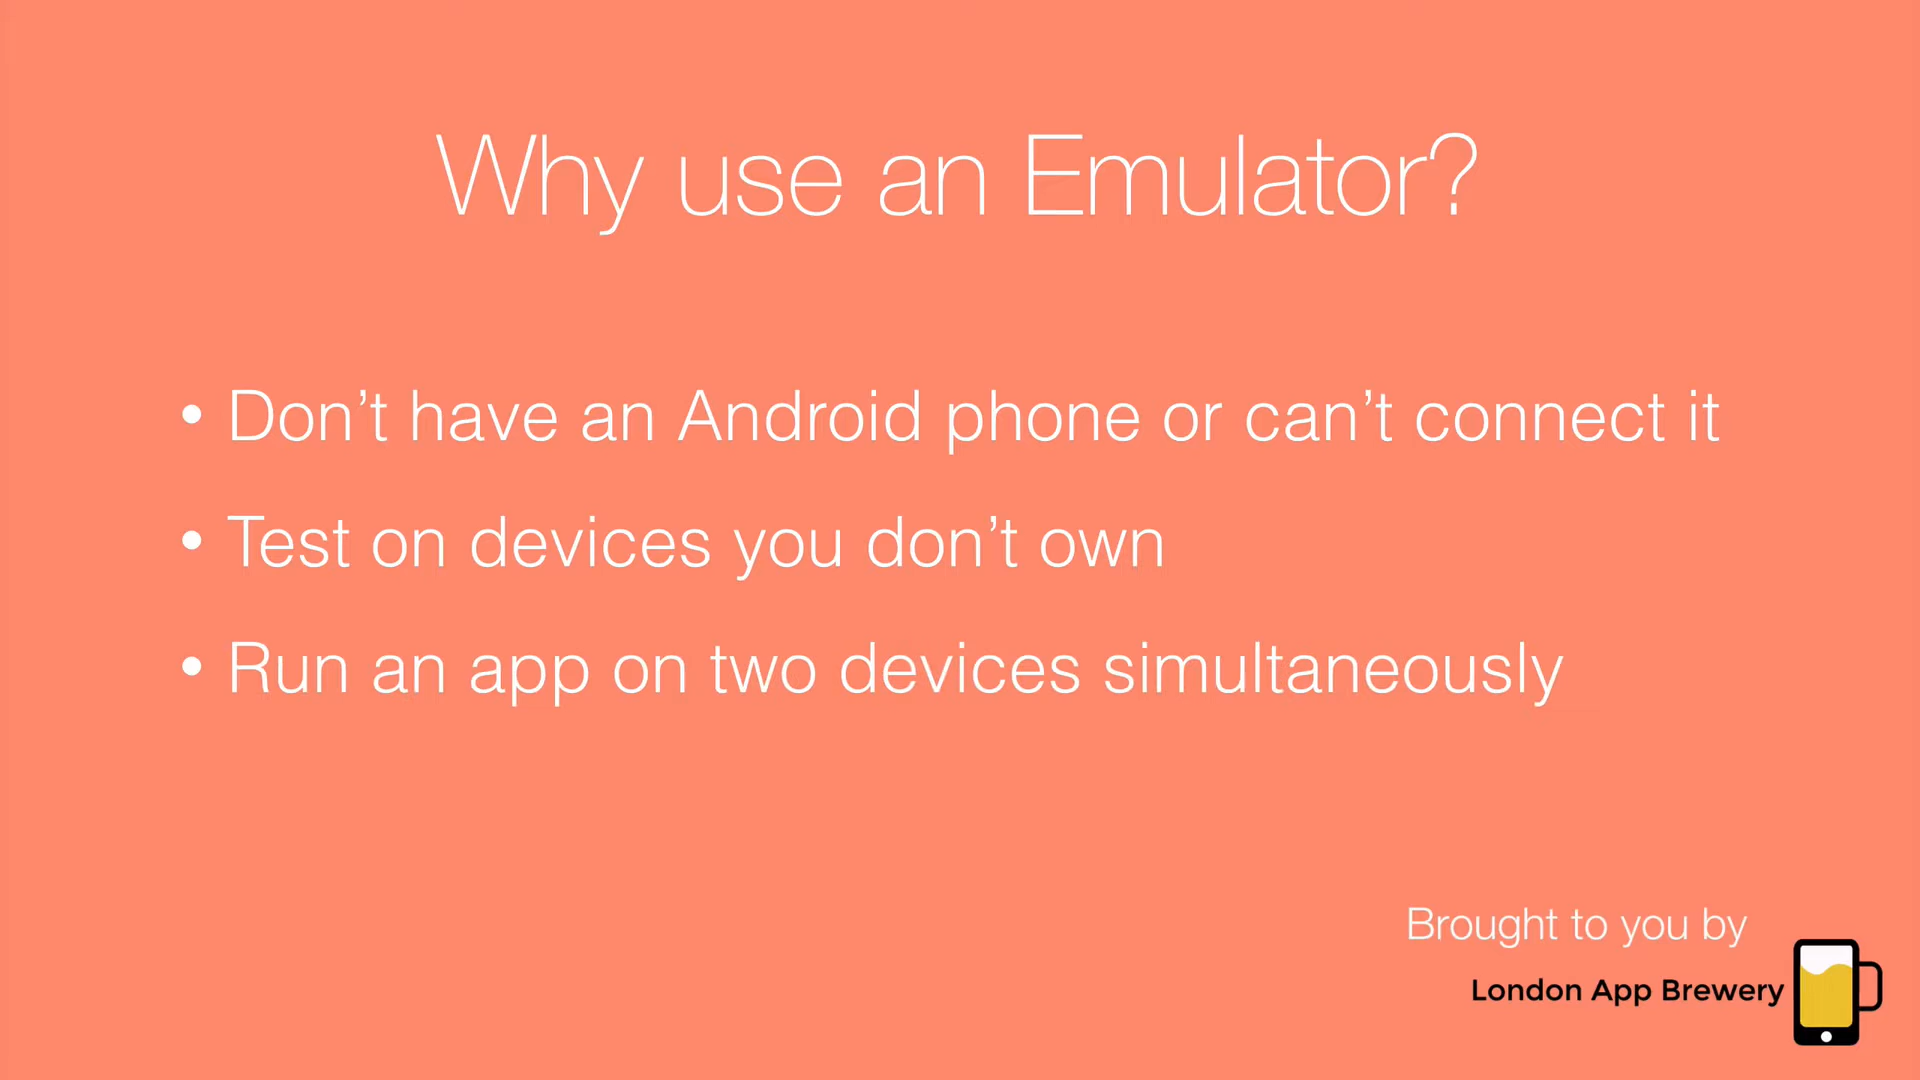 Why use an Emulator?
• Don’t have an Android phone or can’t connect it
• Test on devices you don’t own
• Run an app on two devices simultaneously
Brought to you by
London App Brewery